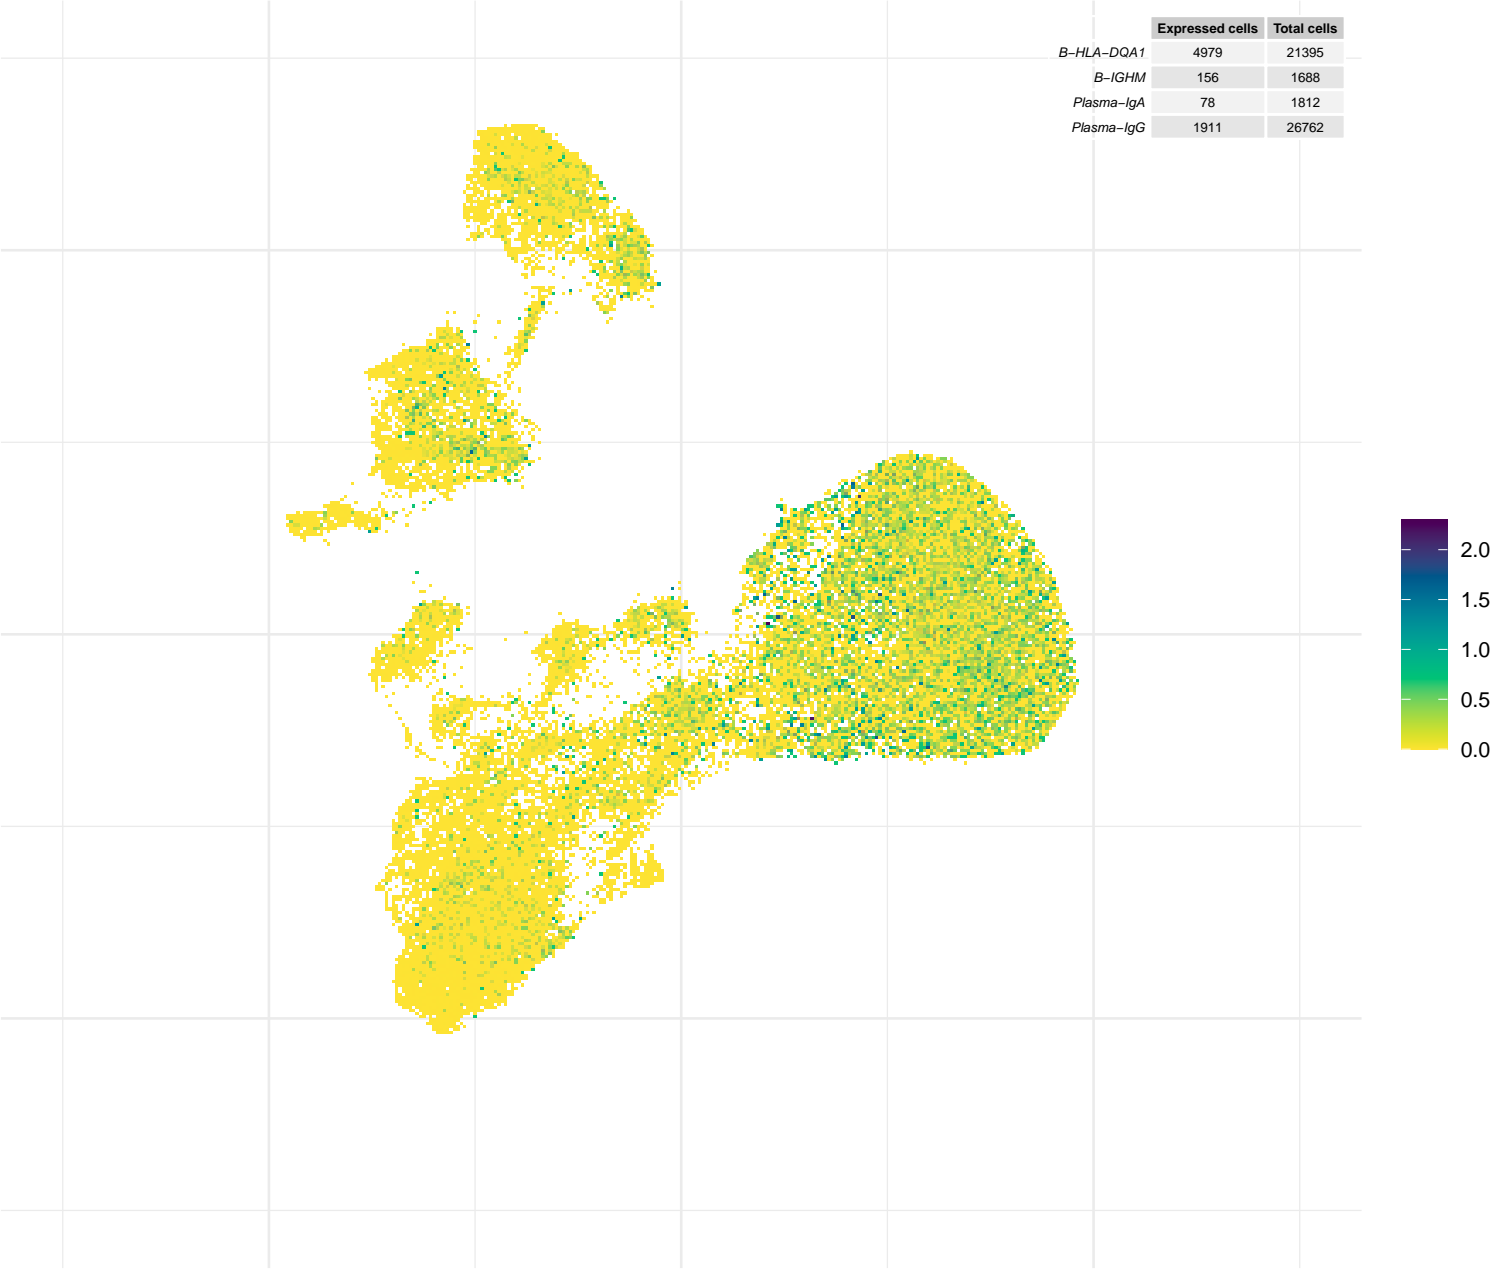 Expressed cells Total cells
B−HLA−DQA1 4979 21395
B−IGHM 156 1688
Plasma−IgA 78 1812
Plasma−IgG 1911 26762
2.0
1.5
1.0
0.5
0.0